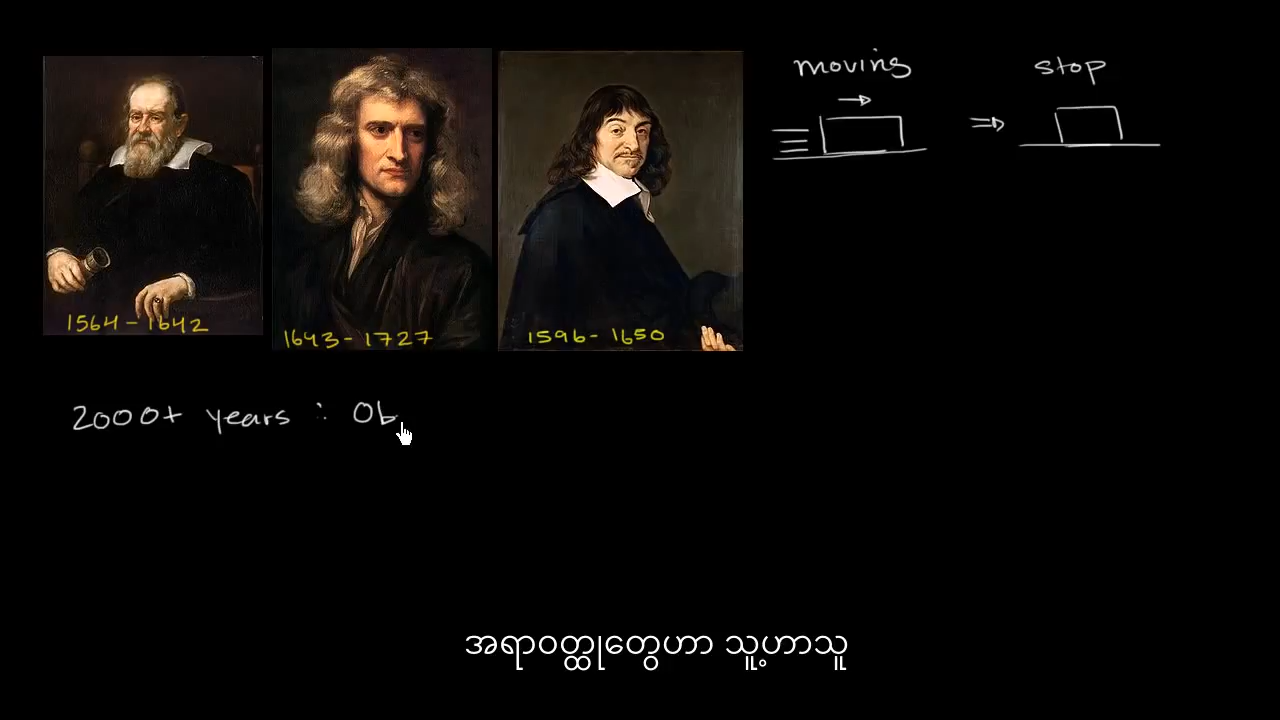 moving stop
1564 - 1642
1643 - 1727
1596 - 1650
2000+ years : Ob
အရာဝတ္ထုတွေဟာ သူ့ဟာသူ